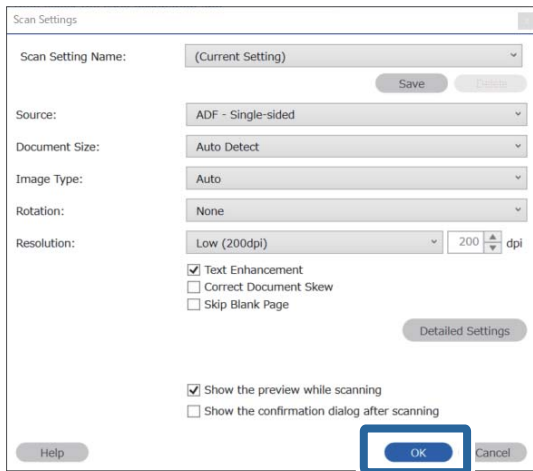 Scan Settings
Scan Setting Name: (Current Setting)
Save Delete
Source: ADF - Single-sided
Document Size: Auto Detect
Image Type: Auto
Rotation: None
Resolution: Low (200dpi) 200 dpi
Text Enhancement
Correct Document Skew
Skip Blank Page
Detailed Settings
Show the preview while scanning
Show the confirmation dialog after scanning
Help OK Cancel